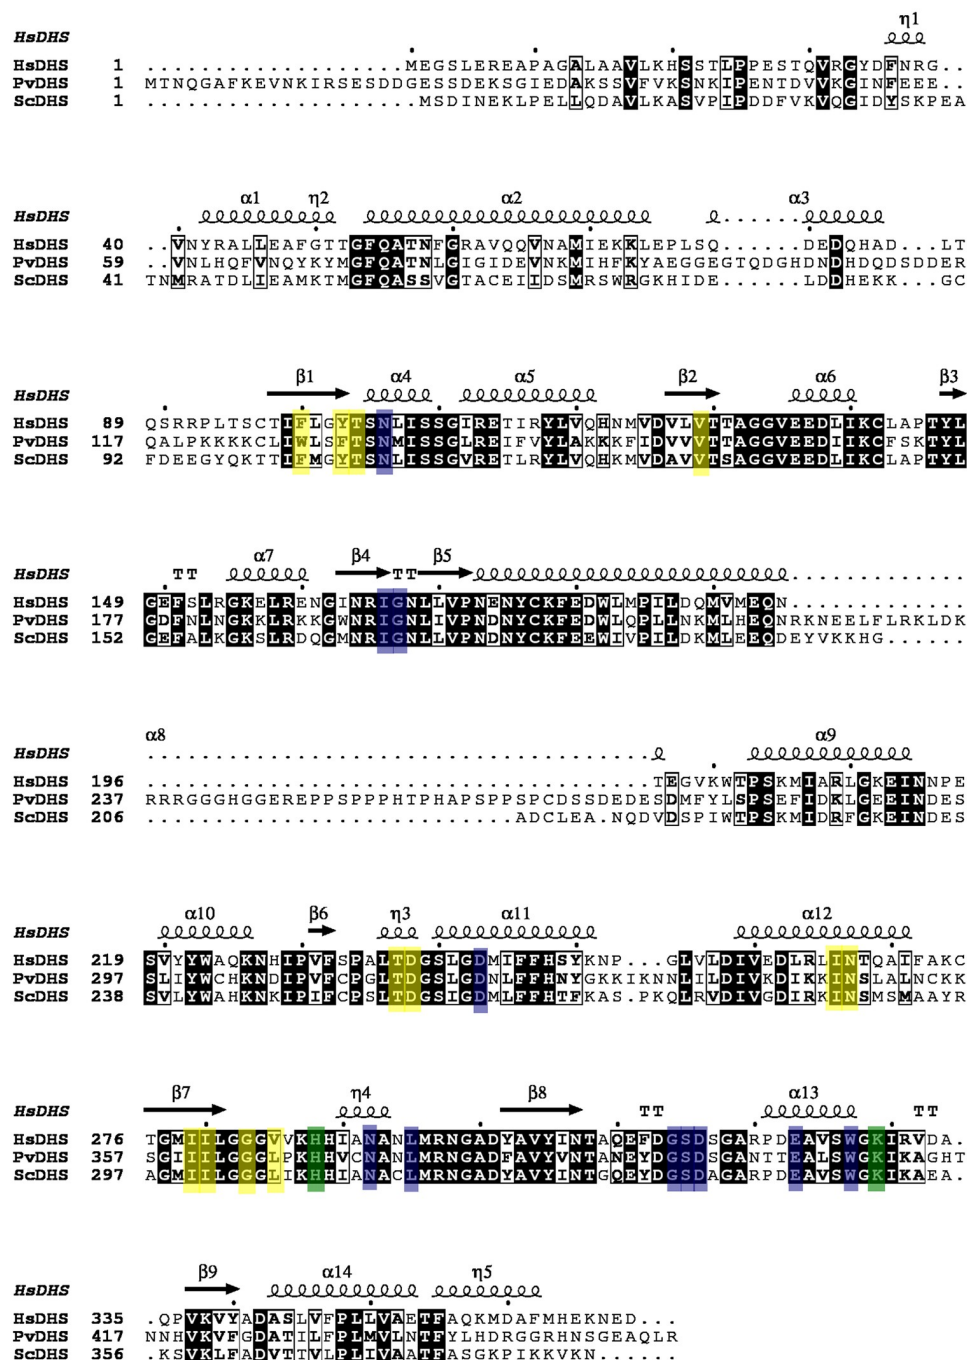 η1
HsDHS
HsDHS 1 ...................MEGSLEREAPAGALAAVLKHSSTLPPESTQVRGYDFNRG..
PvDHS 1 MTNQGAFKEVNKIRSESDDGESSDEKSGIEDAKSSVFVKSNKIPENTDVVKGINFEEE..
ScDHS 1 ....................MSDINEKLPELLQDAVLKASVPIPDDFVKVQGIDYSKPEA
α1 η2 α2 α3
HsDHS
HsDHS 40 ..VNYRALLEAFGTTGFQATNFGRAVQQVNAMIEKKLEPLSQ......DEDQHAD...LT
PvDHS 59 ..VNLHQFVNQYKYMGFQATNLGIGIDEVNKMIHFKYAEGGEGTQDGHDNDHDQDSDDER
ScDHS 41 TNMRATDLIEAMKTMGFQASSVGTACEIIDSMRSWRGKHIDE......LDDHEKK...GC
β1 α4 α5 β2 α6 β3
HsDHS
HsDHS 89 QSRRPLTSCTIFLGYTSNLISSGIRETIRYLVQHNMVDVLVTTAGGVEEDLIKCLAPTYL
PvDHS 117 QALPKKKKCLIWLSFTSNMISSGLREIFVYLAKKKFIDVVVTTAGGVEEDIIKCFSKTYL
ScDHS 92 FDEEGYQKTTIFMGYTSNLISSGVRETLRYLVQHKMVDAVVTSAGGVEEDLIKCLAPTYL
TT α7 β4 TT β5
HsDHS
HsDHS 149 GEFSLRGKELRENGINRIGNLLVPNENYCKFEDWLMPILDQMVMEQN.............
PvDHS 177 GDFNLNGKKLRKKGWNRIGNLIVPNDNYCKFEDWLQPLLNKMLHEQNRKNEELFLRKLDK
ScDHS 152 GEFALKGKSLRDQGMNRIGNLIVPNDNYCKFEEWIVPILDKMLEEQDEYVKKHG......
α8 α9
HsDHS
HsDHS 196 .....................................TEGVKWTPSKMIARLGKEINNPE
PvDHS 237 RRRGGGGHGGEREPPSPPPHTPHAPSPPSPCDSSDEDESDMFYLSPSEFIDKLGEEINDES
ScDHS 206 ...........................ADCLEA.NQDVDSPIWTPSKMIDRFGKEINDES
α10 β6 η3 α11 α12
HsDHS
HsDHS 219 SVYYWAQKNHIPVFSPALTDGSLGDMIFFHSYKNP...GLVLDIVEDLRLINTQAIFAKC
PvDHS 297 SLIYWCHKNDIPVFCPGLTDGSLGDNLFLHNYGKKIKNNLILDIVKDIKKINSLALNCKK
ScDHS 238 SVLYWAHKNKIPIFCPSLTDGSIGDNLFFHTFKAS.PKQLRVDIVGDIRKINSMSMAAYR
β7 η4 β8 TT α13 TT
HsDHS
HsDHS 276 TGMIILGGGVVKHHIANANLMRNGADYAVYINTAQEFDGSDSGARPDEAVSWGKIRVDA.
PvDHS 357 SGIIILGGGLPKHHVCNANLMRNGADFAVYVNTANEYDGSDSGANTTEALSWGKIKAGHT
ScDHS 297 AGMIILGGGLIKHHIANACLMRNGADYAVYINTGQEYDGSDAGARPDEAVSWGKIKAEA.
β9 α14 η5
HsDHS
HsDHS 335 .QPVKVYADASLVFPLLVAETFAQKMDAFMHEKNED...
PvDHS 417 NNHVKVFGDATILFPLMVLNTFYLHDRGGRHNSGEAQLR
ScDHS 356 .KSVKLFADVTTVLPLIVAATFASGKPIKKVKN......